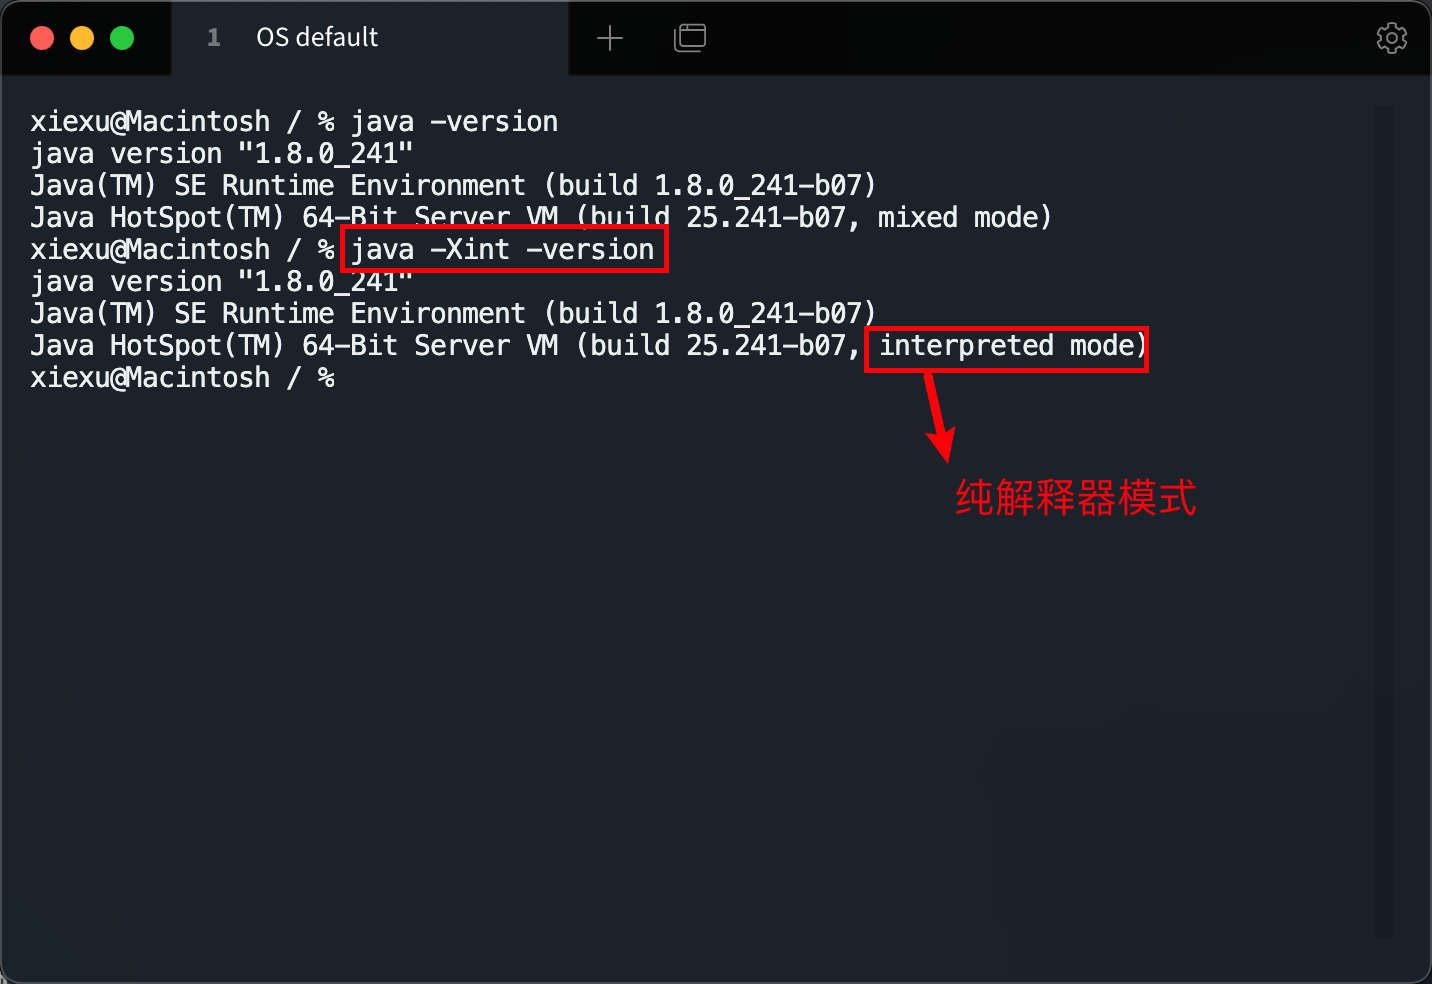 1 OS default
xiexu@Macintosh / % java -version
java version "1.8.0_241"
Java(TM) SE Runtime Environment (build 1.8.0_241-b07)
Java HotSpot(TM) 64-Bit Server VM (build 25.241-b07, mixed mode)
xiexu@Macintosh / % java -Xint -version
java version "1.8.0_241"
Java(TM) SE Runtime Environment (build 1.8.0_241-b07)
Java HotSpot(TM) 64-Bit Server VM (build 25.241-b07, interpreted mode)
xiexu@Macintosh / %
纯解释器模式